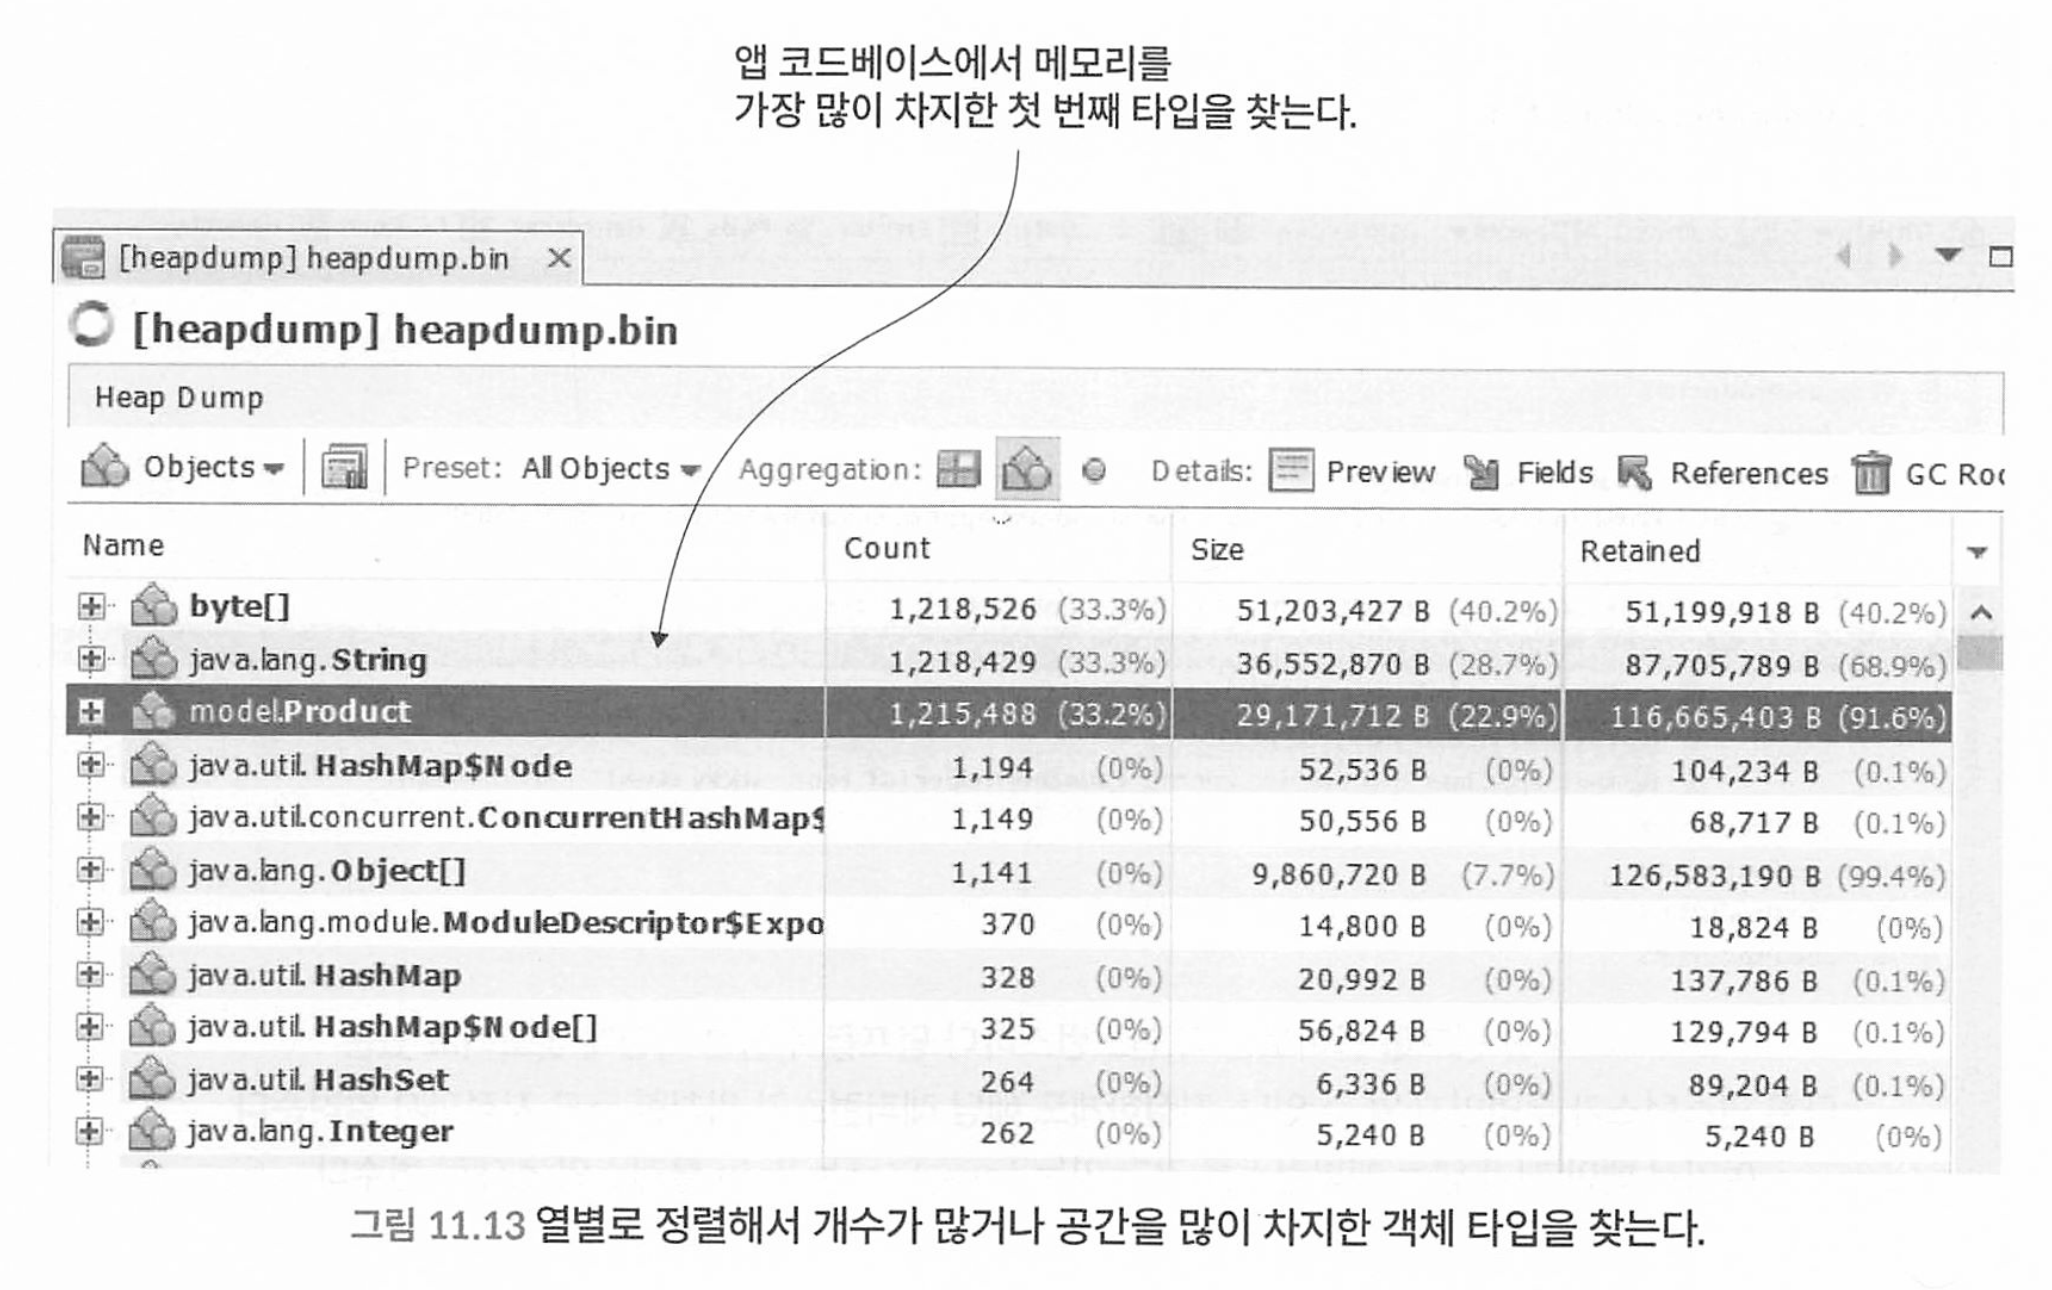 앱 코드베이스에서 메모리를
가장 많이 차지한 첫 번째 타입을 찾는다.
[heapdump] heapdump.bin
[heapdump] heapdump.bin
Heap Dump
Objects Preset: All Objects Aggregation: Details: Preview Fields References GC Roo
Name Count Size Retained
byte[] 1,218,526 (33.3%) 51,203,427 B (40.2%) 51,199,918 B (40.2%)
java.lang.String 1,218,429 (33.3%) 36,552,870 B (28.7%) 87,705,789 B (68.9%)
model.Product 1,215,488 (33.2%) 29,171,712 B (22.9%) 116,665,403 B (91.6%)
java.util.HashMap$Node 1,194 (0%) 52,536 B (0%) 104,234 B (0.1%)
java.util.concurrent.ConcurrentHashMap$ 1,149 (0%) 50,556 B (0%) 68,717 B (0.1%)
java.lang.Object[] 1,141 (0%) 9,860,720 B (7.7%) 126,583,190 B (99.4%)
java.lang.module.ModuleDescriptor$Expo 370 (0%) 14,800 B (0%) 18,824 B (0%)
java.util.HashMap 328 (0%) 20,992 B (0%) 137,786 B (0.1%)
java.util.HashMap$Node[] 325 (0%) 56,824 B (0%) 129,794 B (0.1%)
java.util.HashSet 264 (0%) 6,336 B (0%) 89,204 B (0.1%)
java.lang.Integer 262 (0%) 5,240 B (0%) 5,240 B (0%)
그림 11.13 열별로 정렬해서 개수가 많거나 공간을 많이 차지한 객체 타입을 찾는다.